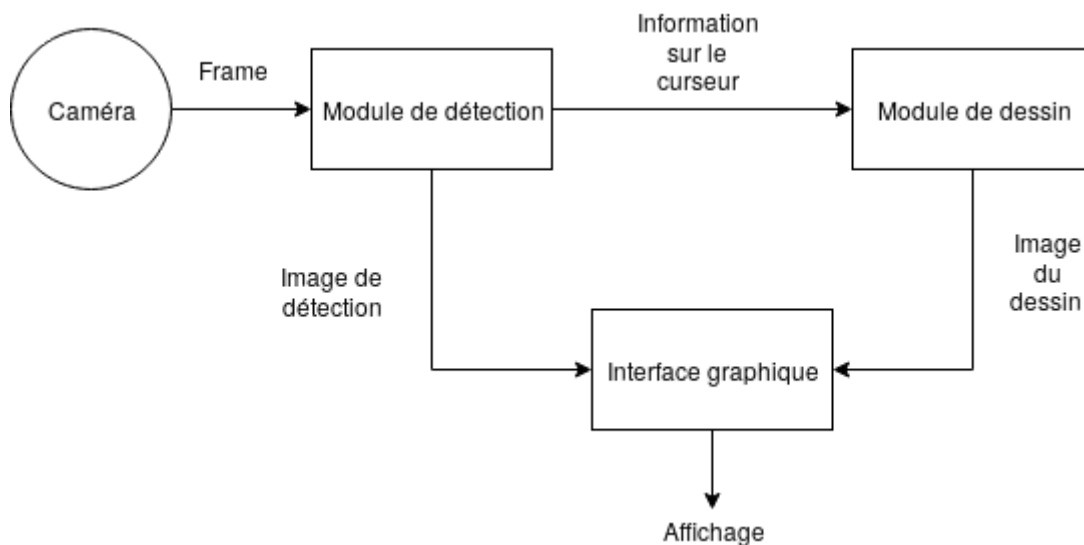 Caméra
Frame
Module de détection
Information
sur le
curseur
Module de dessin
Image de
détection
Image
du
dessin
Interface graphique
Affichage